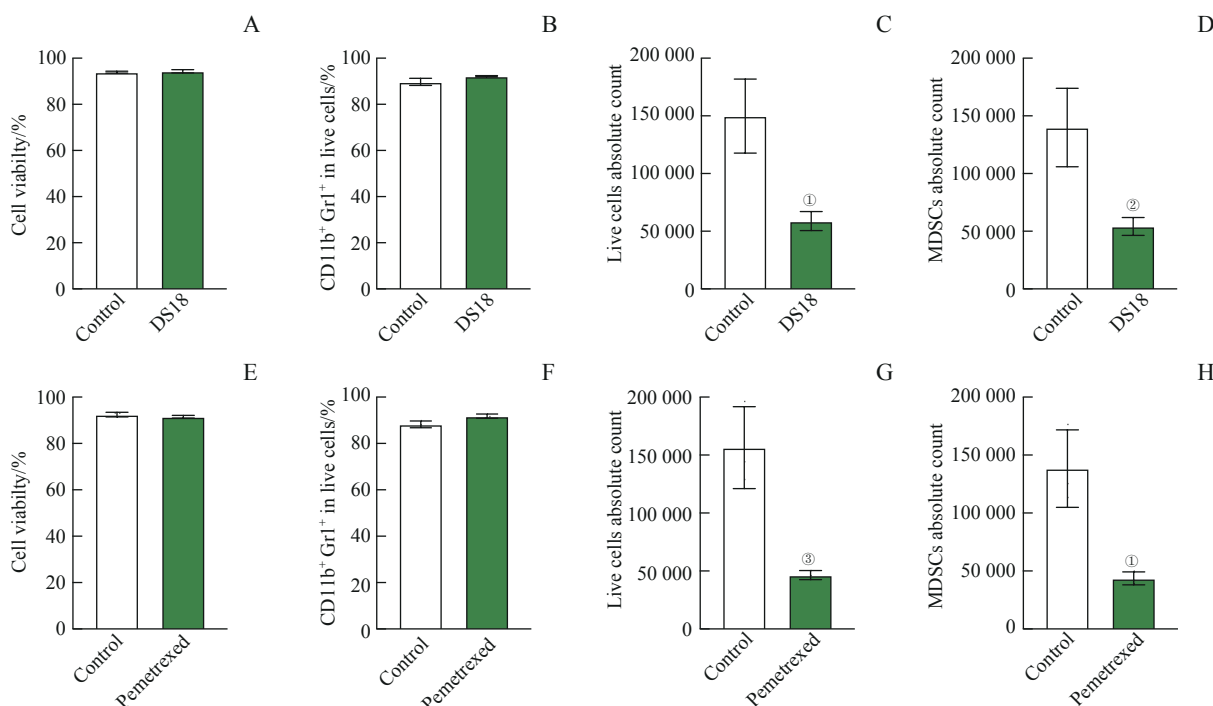 A
Cell viabilty/%
100
80
60
40
20
0
Control
DS18
B
CD11b⁺ Gr1⁺ in live cells/%
100
80
60
40
20
0
Control
DS18
C
Live cells absolute count
200 000
150 000
100 000
50 000
0
①
Control
DS18
D
MDSCs absolute count
200 000
150 000
100 000
50 000
0
②
Control
DS18
E
Cell viabilty/%
100
80
60
40
20
0
Control
Pemetrexed
F
CD11b⁺ Gr1⁺ in live cells/%
100
80
60
40
20
0
Control
Pemetrexed
G
Live cells absolute count
200 000
150 000
100 000
50 000
0
③
Control
Pemetrexed
H
MDSCs absolute count
200 000
150 000
100 000
50 000
0
①
Control
Pemetrexed